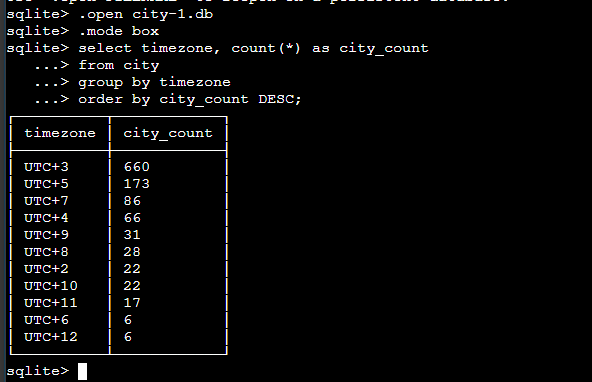 sqlite> .open city-1.db
sqlite> .mode box
sqlite> select timezone, count(*) as city_count
...> from city
...> group by timezone
...> order by city_count DESC;
timezone city_count
UTC+3 660
UTC+5 173
UTC+7 86
UTC+4 66
UTC+9 31
UTC+8 28
UTC+2 22
UTC+10 22
UTC+11 17
UTC+6 6
UTC+12 6
sqlite>